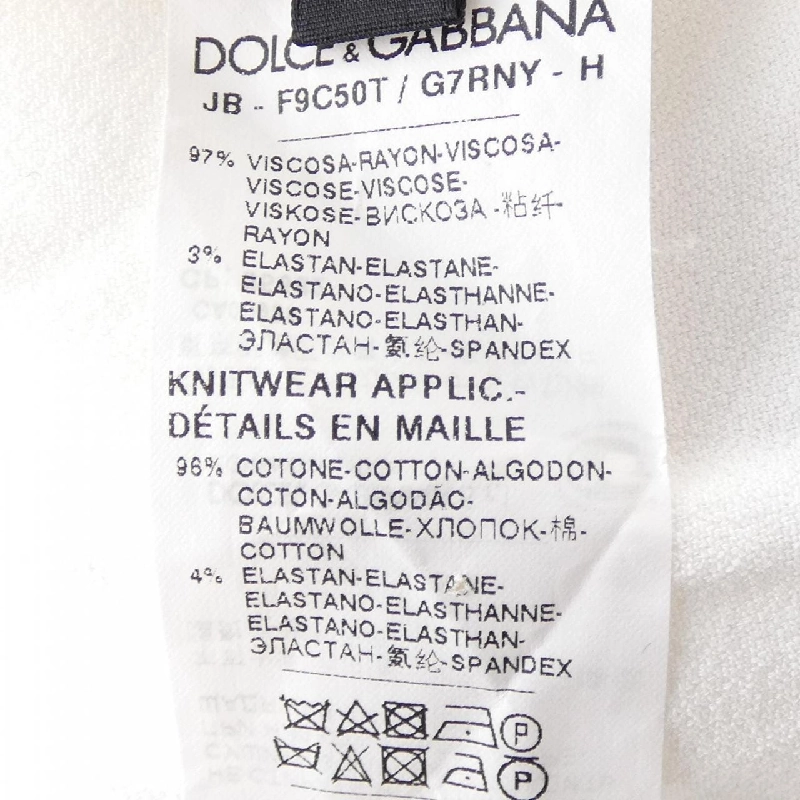 DOLCE & GABBANA
JB - F9C50T / G7RNY - H
97% VISCOSA-RAYON-VISCOSA-
VISCOSE-VISCOSE-
VISKOSE-ВИСКОЗА-粘纤-
RAYON
3% ELASTAN-ELASTANE-
ELASTANO-ELASTHANNE-
ELASTANO-ELASTHAN-
ЭЛАСТАН-氨纶-SPANDEX
KNITWEAR APPLIC.-
DÉTAILS EN MAILLE
96% COTONE-COTTON-ALGODON-
COTON-ALGODÃO-
BAUMWOLLE-ХЛОПОК-棉-
COTTON
4% ELASTAN-ELASTANE-
ELASTANO-ELASTHANNE-
ELASTANO-ELASTHAN-
ЭЛАСТАН-氨纶-SPANDEX
P
P